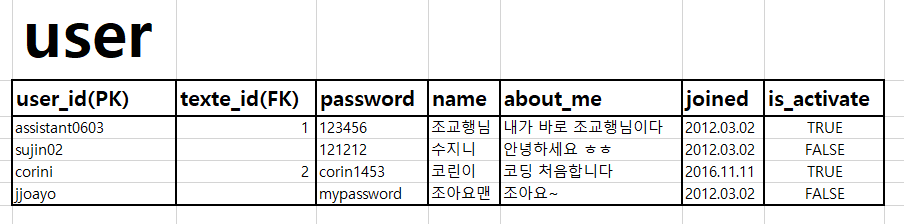 user
user_id(PK) texte_id(FK) password name about_me joined is_activate
assistant0603 1 123456 조교행님 내가 바로 조교행님이다 2012.03.02 TRUE
sujin02 121212 수지니 안녕하세요 ㅎㅎ 2012.03.02 FALSE
corini 2 corin1453 코린이 코딩 처음합니다 2016.11.11 TRUE
jjoayo mypassword 조아요맨 조아요~ 2012.03.02 FALSE